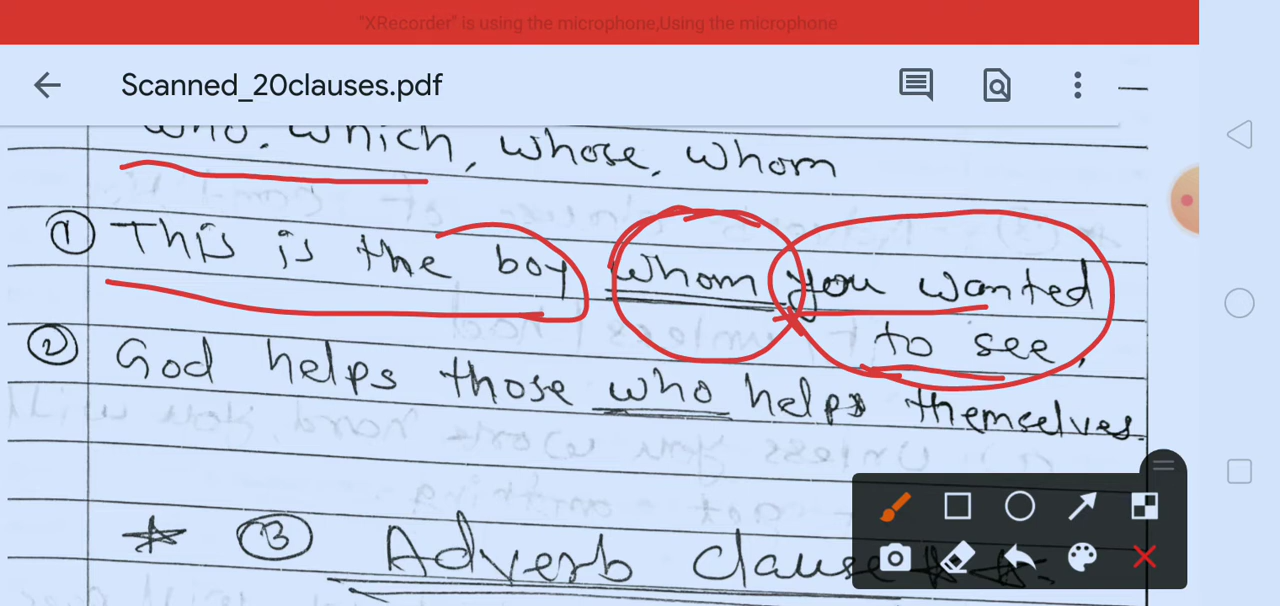 "XRecorder" is using the microphone,Using the microphone
Scanned_20clauses.pdf
who, which, whose, whom
① This is the boy whom you wanted
to see,
② God helps those who helps themselves.
* Ⓑ Adverb Clause